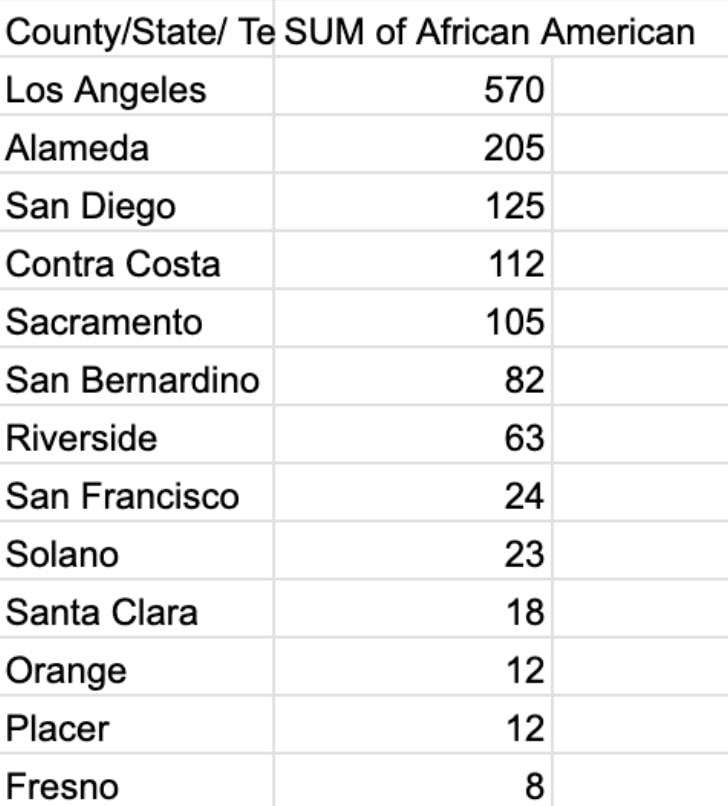 County/State/ Te SUM of African American
Los Angeles 570
Alameda 205
San Diego 125
Contra Costa 112
Sacramento 105
San Bernardino 82
Riverside 63
San Francisco 24
Solano 23
Santa Clara 18
Orange 12
Placer 12
Fresno 8